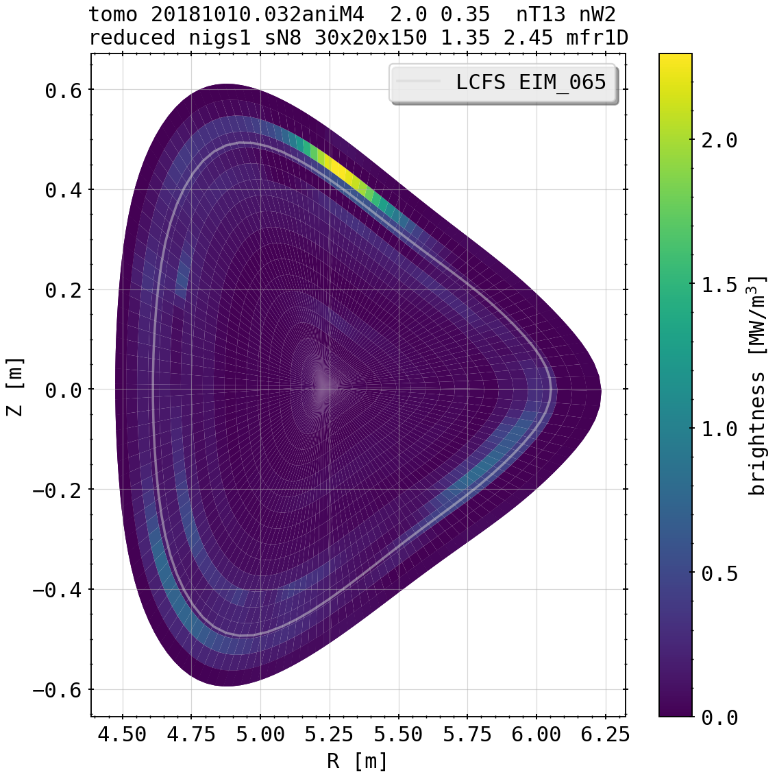 tomo 20181010.032aniM4  2.0 0.35  nT13 nW2
reduced nigs1 sN8 30x20x150 1.35 2.45 mfr1D
LCFS EIM_065
0.6
0.4
0.2
0.0
−0.2
−0.4
−0.6
Z [m]
4.50 4.75 5.00 5.25 5.50 5.75 6.00 6.25
R [m]
2.0
1.5
1.0
0.5
0.0
brightness [MW/m³]